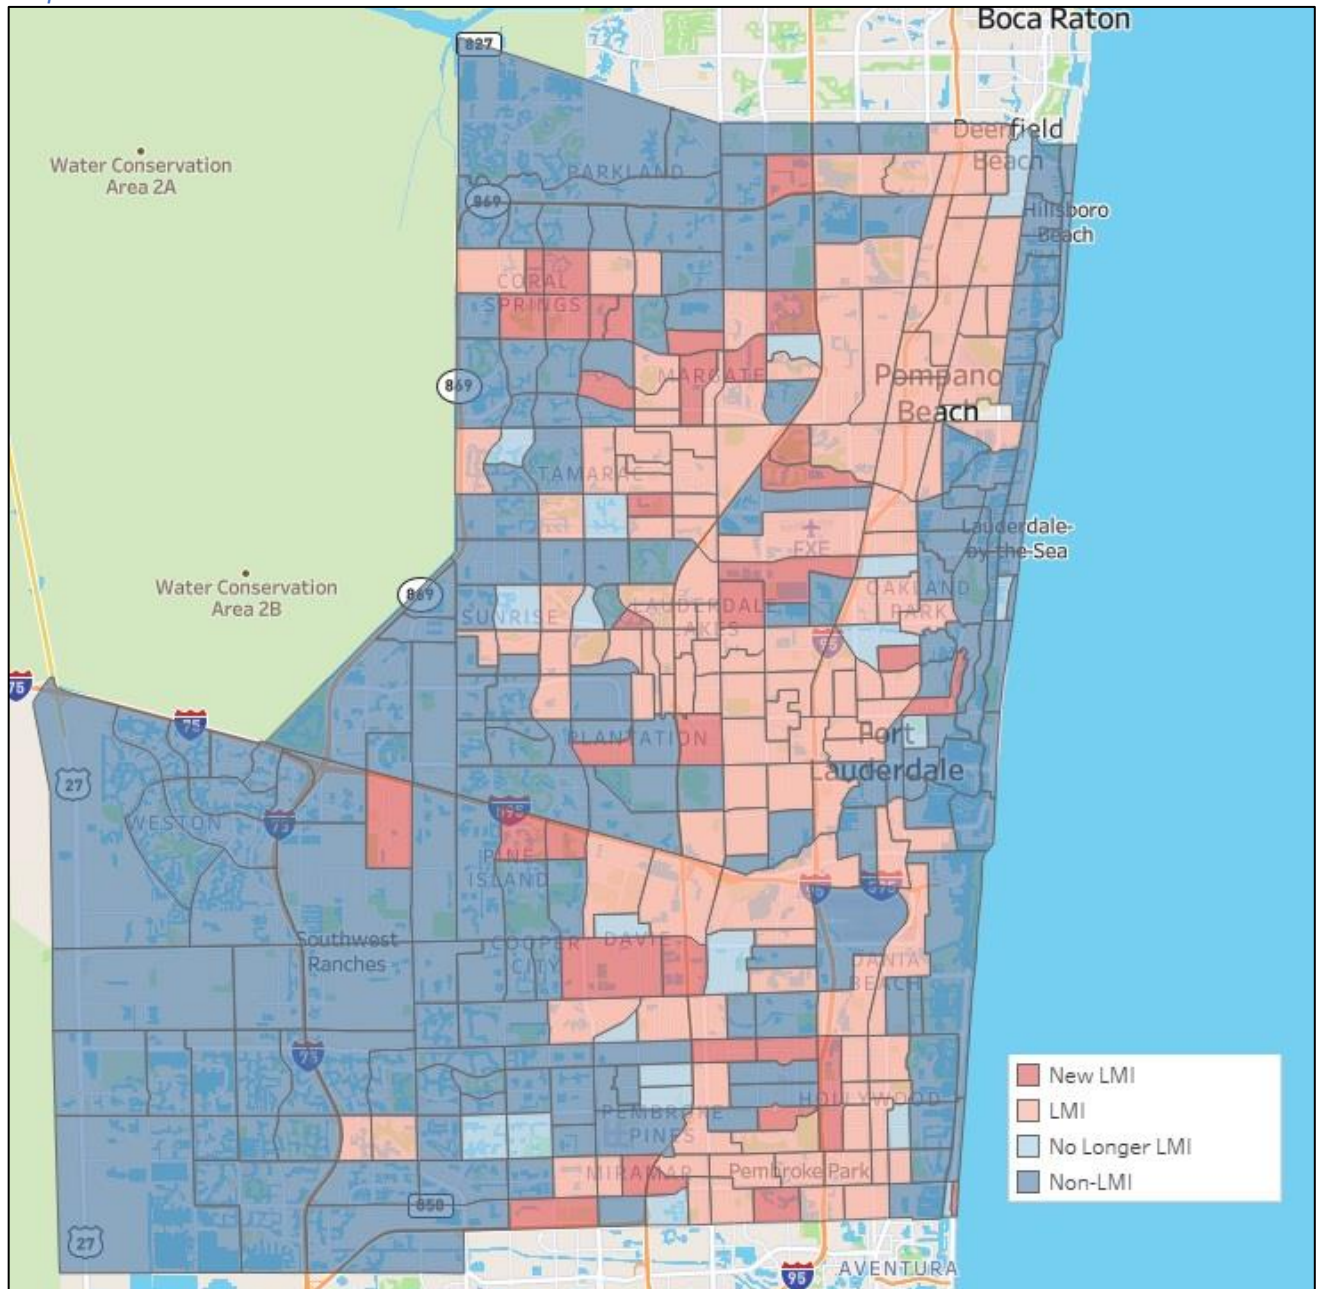 Boca Raton
827
Deerfield
Beach
Water Conservation
Area 2A
PARKLAND
869
Hillsboro
Beach
CORAL
SPRINGS
MARGATE
869
Pompano
Beach
TAMARAC
Lauderdale-
by-the-Sea
FXE
Water Conservation
Area 2B
869
OAKLAND
PARK
SUNRISE
LAUDERDALE
LAKES
95
75
75
PLANTATION
Fort
Lauderdale
27
WESTON
75
595
PINE
ISLAND
95
595
Southwest
Ranches
COOPER
CITY
DAVIE
DANIA
BEACH
75
New LMI
LMI
No Longer LMI
Non-LMI
HOLLYWOOD
PEMBROKE
PINES
MIRAMAR
Pembroke Park
858
27
95
AVENTURA